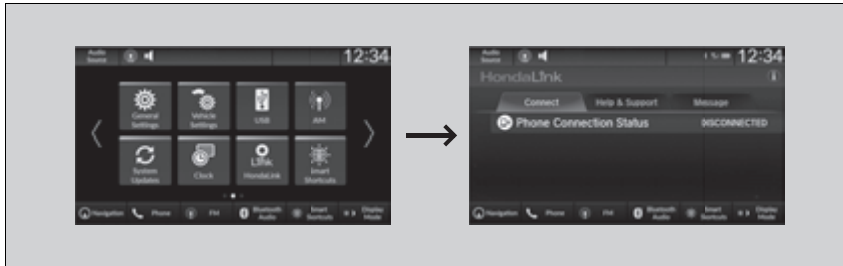 Audio
Source
12:34
General
Settings
Vehicle
Settings
USB
AM
System
Updates
Clock
Link
HondaLink
Smart
Shortcuts
Navigation
Phone
FM
Bluetooth
Audio
Smart
Shortcuts
Display
Mode
Audio
Source
12:34
HondaLink
Connect
Help & Support
Message
Phone Connection Status
DISCONNECTED
Navigation
Phone
FM
Bluetooth
Audio
Smart
Shortcuts
Display
Mode